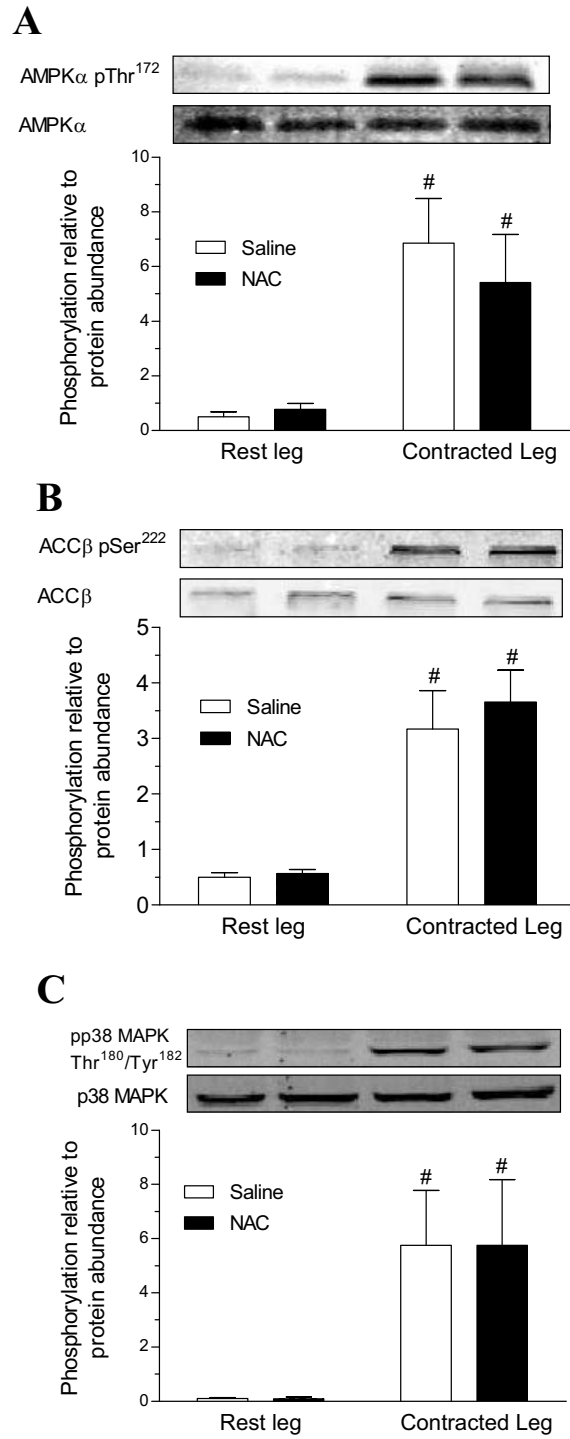 A
AMPKα pThr172
AMPKα
Phosphorylation relative to
protein abundance
10
8
6
4
2
0
Saline
NAC
#
#
Rest leg
Contracted Leg
B
ACCβ pSer222
ACCβ
Phosphorylation relative to
protein abundance
5
4
3
2
1
0
Saline
NAC
#
#
Rest leg
Contracted Leg
C
pp38 MAPK
Thr180/Tyr182
p38 MAPK
Phosphorylation relative to
protein abundance
10
8
6
4
2
0
Saline
NAC
#
#
Rest leg
Contracted Leg